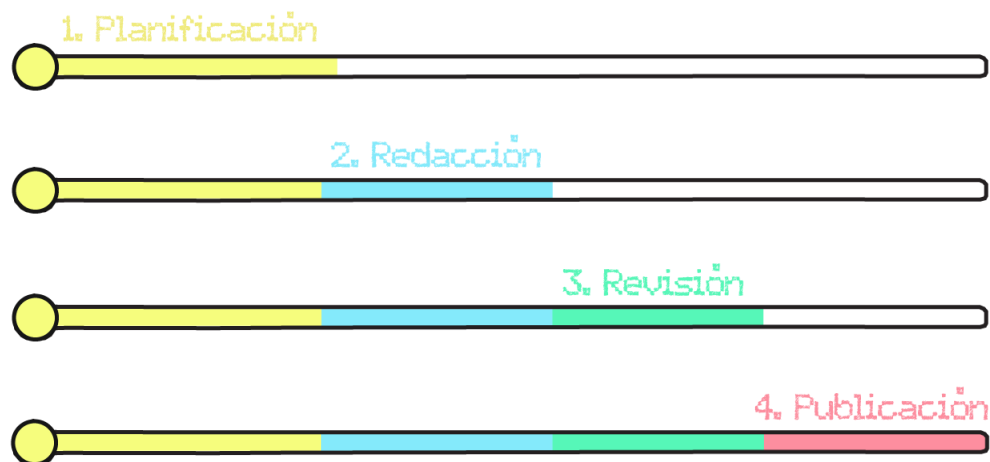 1. Planificación
2. Redacción
3. Revisión
4. Publicación